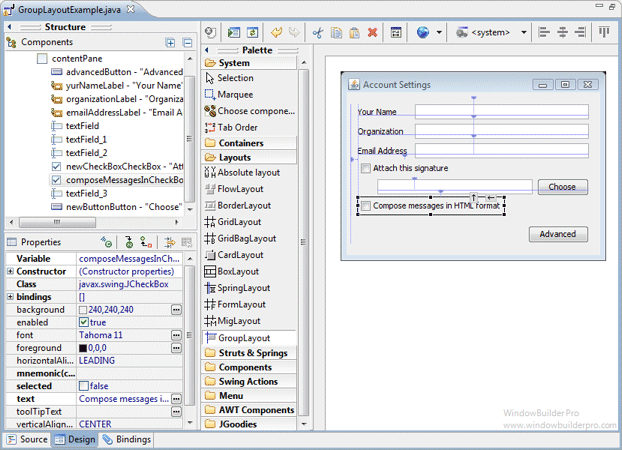 GroupLayoutExample.java
Structure
Components
contentPane
advancedButton - "Advanced
yurNameLabel - "Your Name"
organizationLabel - "Organiza
emailAddressLabel - "Email A
textField
textField_1
textField_2
newCheckBoxCheckBox - "Att
composeMessagesInCheckBo
textField_3
newButtonButton - "Choose"
Properties
Variable composeMessagesInCh
Constructor (Constructor properties)
Class javax.swing.JCheckBox
bindings []
background 240,240,240
enabled true
font Tahoma 11
foreground 0,0,0
horizontalAli... LEADING
mnemonic(c...
selected false
text Compose messages i...
toolTipText
verticalAlign... CENTER
Source Design Bindings
Palette
System
Selection
Marquee
Choose compone...
Tab Order
Containers
Layouts
Absolute layout
FlowLayout
BorderLayout
GridLayout
GridBagLayout
CardLayout
BoxLayout
SpringLayout
FormLayout
MigLayout
GroupLayout
Struts & Springs
Components
Swing Actions
Menu
AWT Components
JGoodies
<system>
Account Settings
Your Name
Organization
Email Address
Attach this signature
Choose
Compose messages in HTML format
Advanced
WindowBuilder Pro
www.windowbuilderpro.com